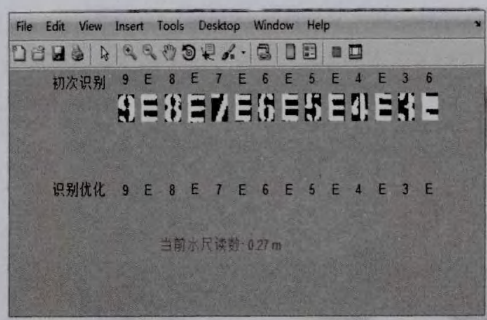 File Edit View Insert Tools Desktop Window Help
初次识别 9 E 8 E 7 E 6 E 5 E 4 E 3 6
9E8E7E6E5E4E3
识别优化 9 E 8 E 7 E 6 E 5 E 4 E 3 E
当前水尺读数: 0.27 m